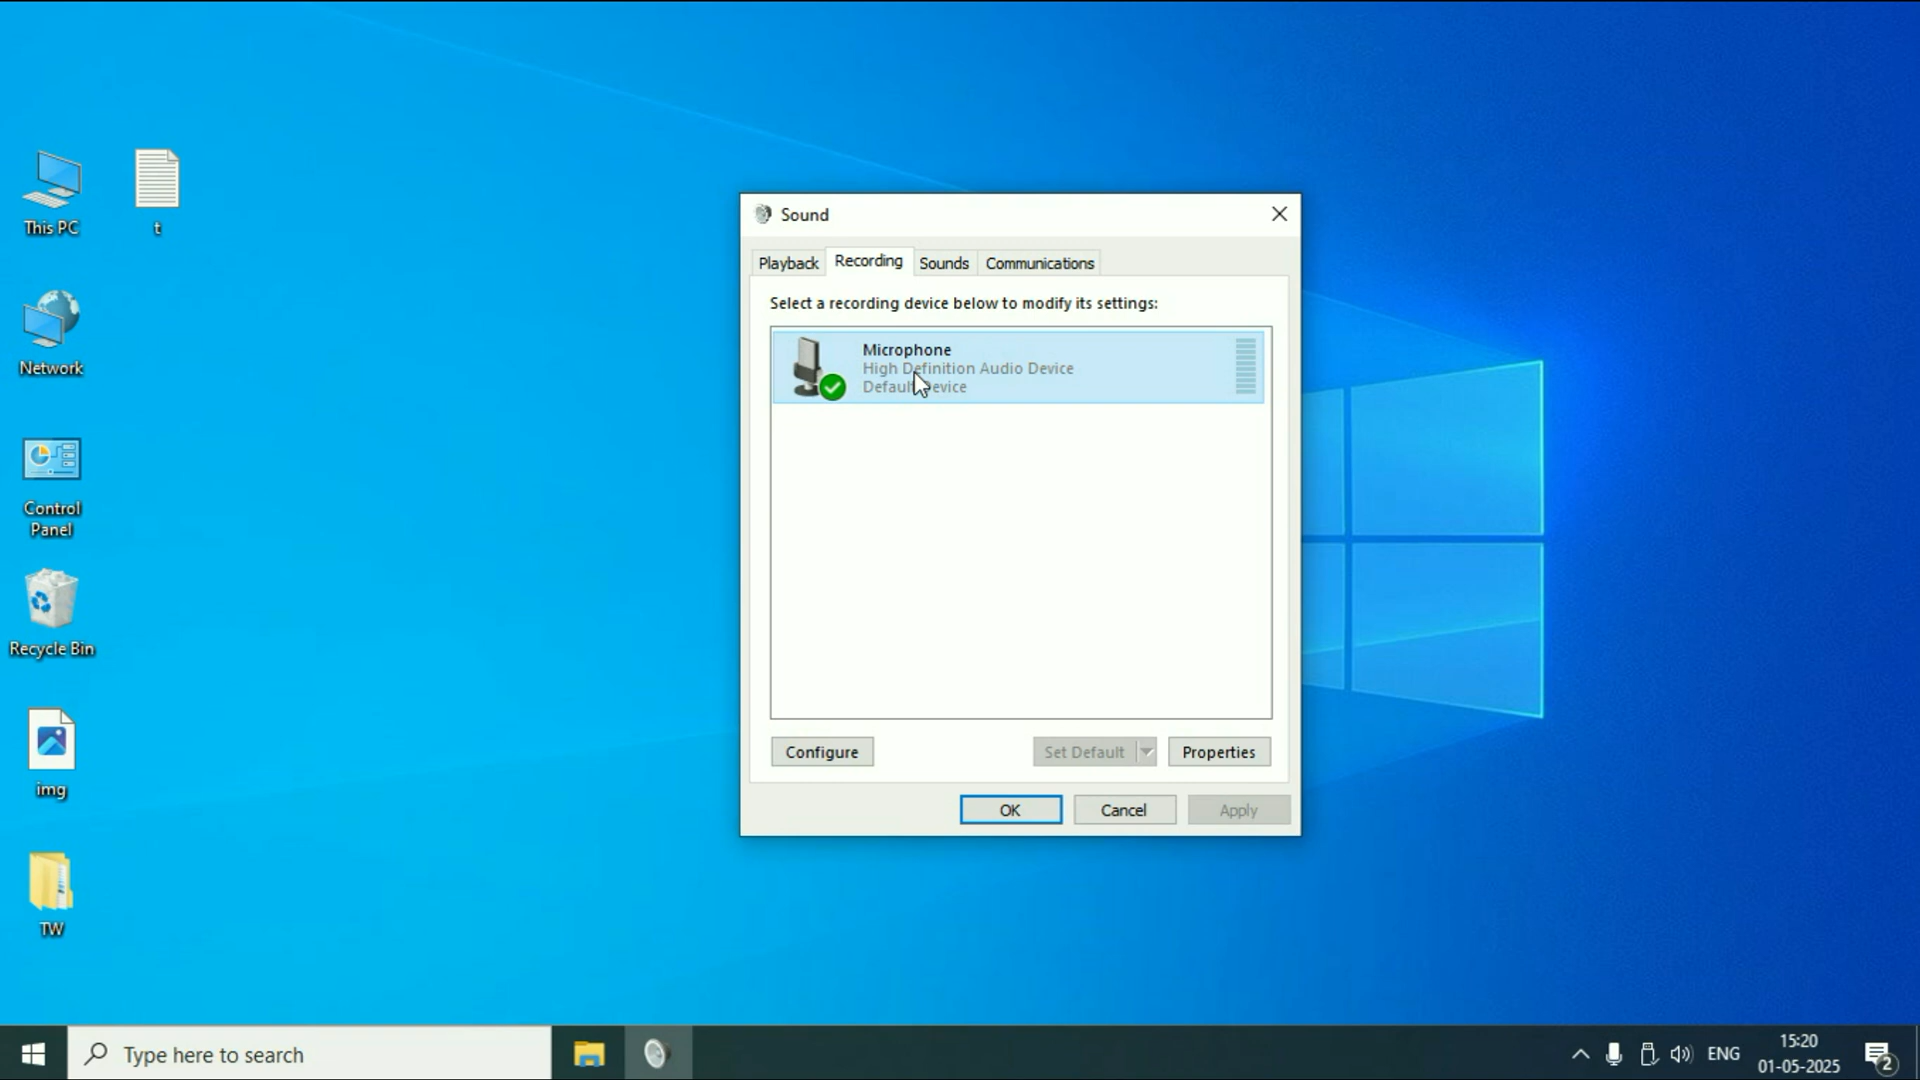 This PC
t
Network
Control
Panel
Recycle Bin
img
TW
Sound
Playback
Recording
Sounds
Communications
Select a recording device below to modify its settings:
Microphone
High Definition Audio Device
Default Device
Configure
Set Default
Properties
OK
Cancel
Apply
Type here to search
ENG
15:20
01-05-2025
2